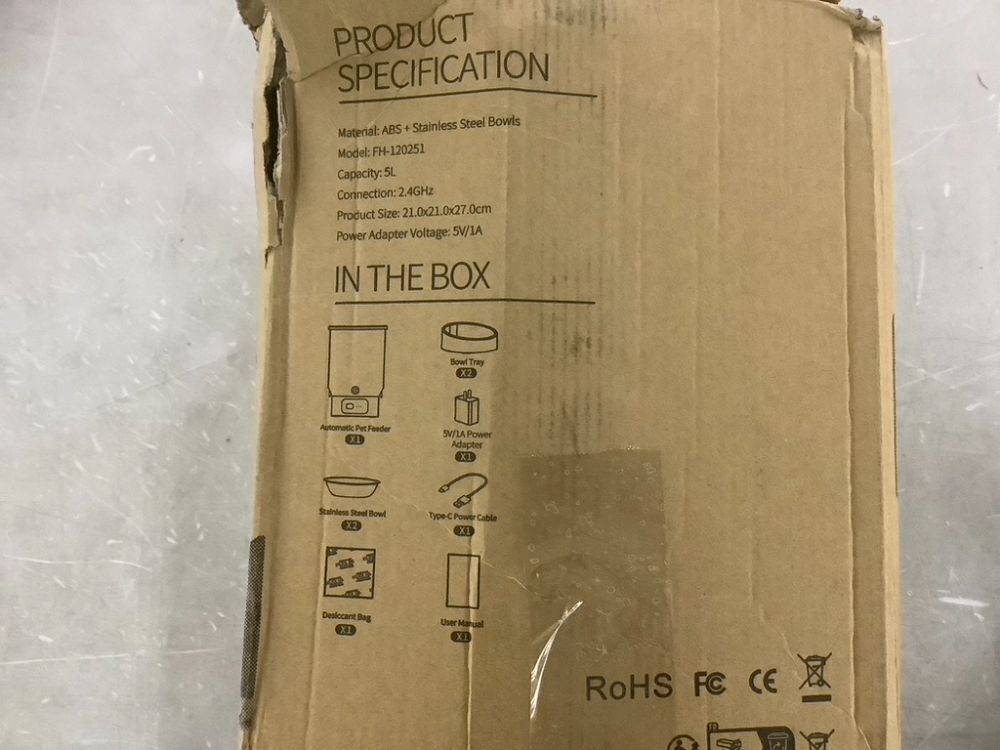 PRODUCT
SPECIFICATION
Material: ABS + Stainless Steel Bowls
Model: FH-120251
Capacity: 5L
Connection: 2.4GHz
Product Size: 21.0x21.0x27.0cm
Power Adapter Voltage: 5V/1A
IN THE BOX
Automatic Pet Feeder
X1
Bowl Tray
X2
5V/1A Power
Adapter
X1
Stainless Steel Bowl
X2
Type-C Power Cable
X1
Desiccant Bag
X1
User Manual
X1
RoHS FC CE